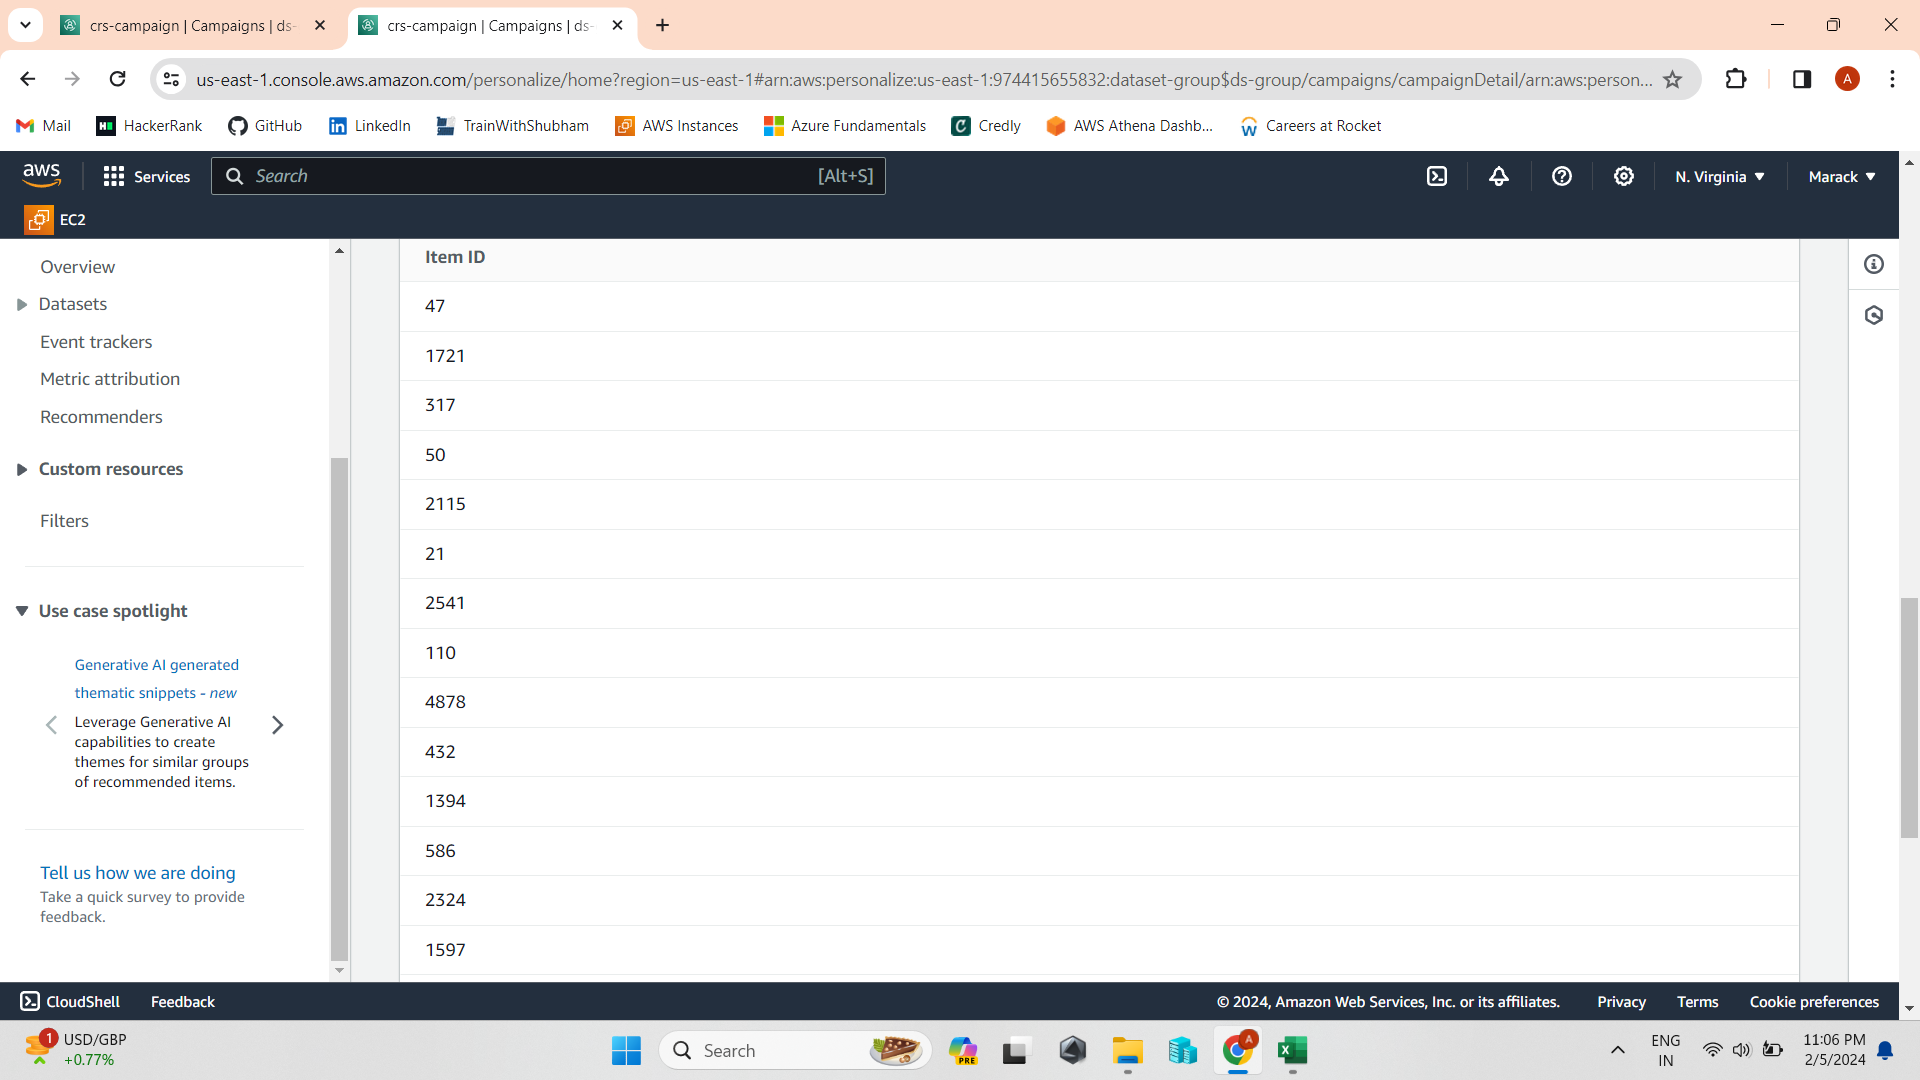 crs-campaign | Campaigns | ds-
crs-campaign | Campaigns | ds-
us-east-1.console.aws.amazon.com/personalize/home?region=us-east-1#arn:aws:personalize:us-east-1:974415655832:dataset-group$ds-group/campaigns/campaignDetail/arn:aws:person...
A
Mail
HackerRank
GitHub
LinkedIn
TrainWithShubham
AWS Instances
Azure Fundamentals
Credly
AWS Athena Dashb...
Careers at Rocket
aws
Services
Search
[Alt+S]
N. Virginia
Marack
EC2
Overview
Datasets
Event trackers
Metric attribution
Recommenders
Custom resources
Filters
Use case spotlight
Generative AI generated
thematic snippets - new
Leverage Generative AI
capabilities to create
themes for similar groups
of recommended items.
Tell us how we are doing
Take a quick survey to provide
feedback.
Item ID
47
1721
317
50
2115
21
2541
110
4878
432
1394
586
2324
1597
CloudShell
Feedback
© 2024, Amazon Web Services, Inc. or its affiliates.
Privacy
Terms
Cookie preferences
1
USD/GBP
+0.77%
Search
PRE
A
ENG
IN
11:06 PM
2/5/2024